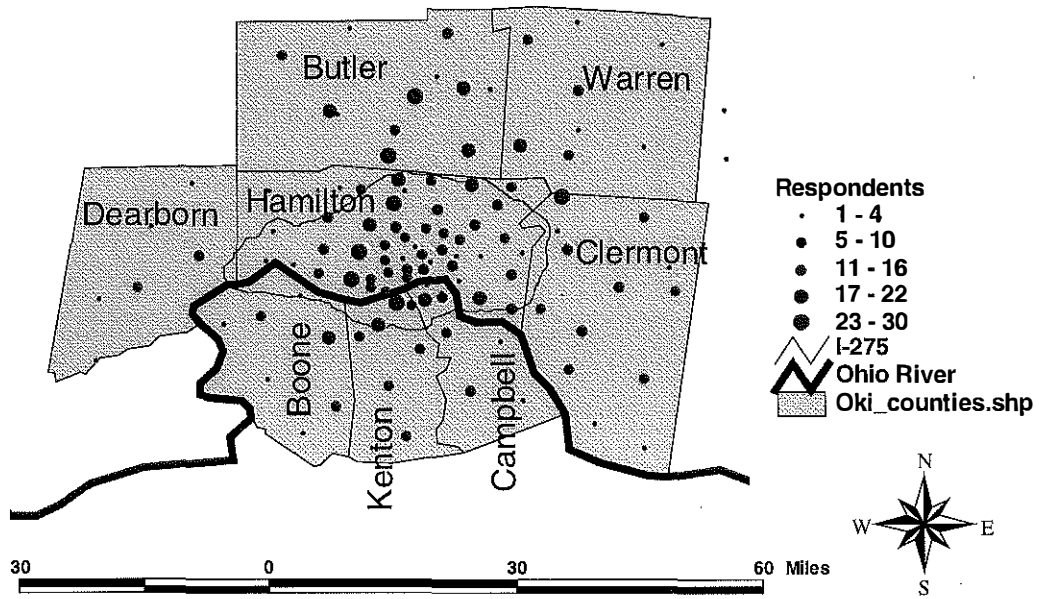 Butler
Warren
Dearborn
Hamilton
Clermont
Boone
Kenton
Campbell
Respondents
1 - 4
5 - 10
11 - 16
17 - 22
23 - 30
I-275
Ohio River
Oki_counties.shp
N
W E
S
30 0 30 60 Miles